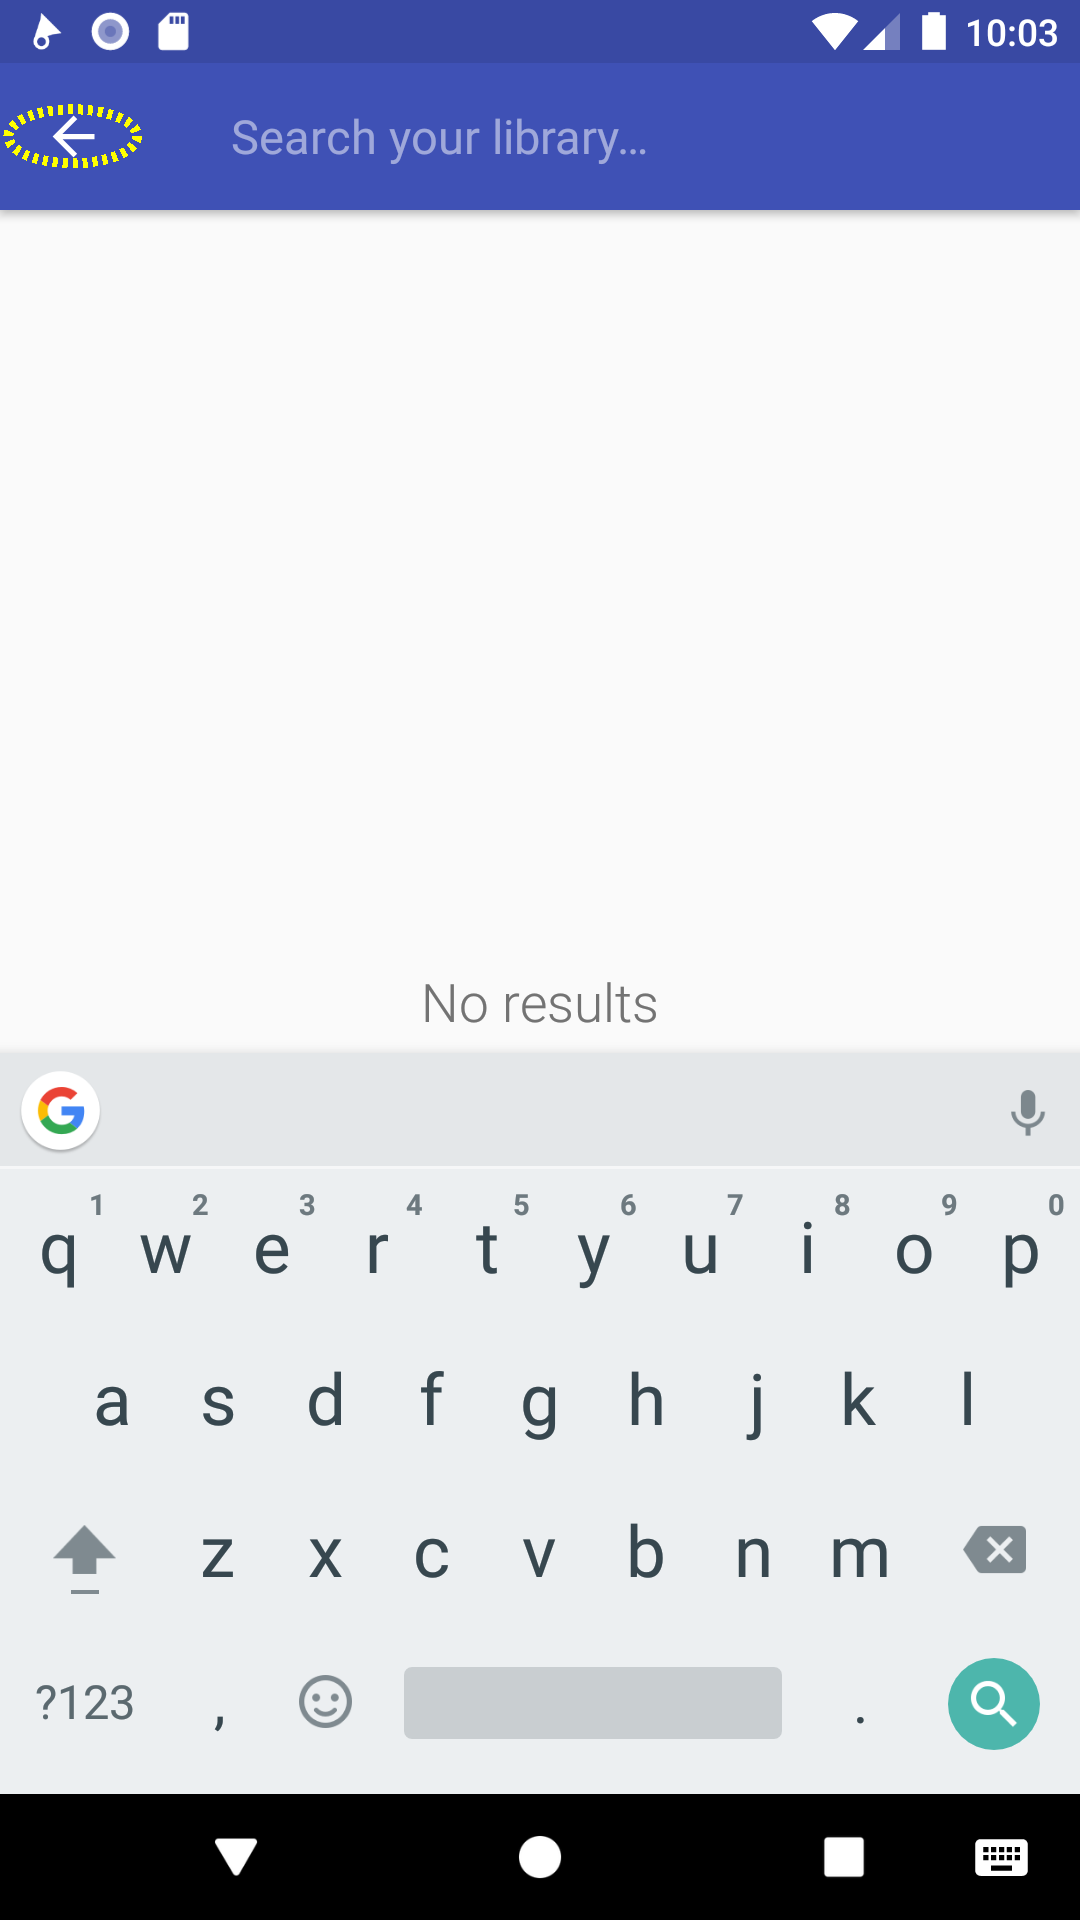 10:03
Search your library...
No results
1 2 3 4 5 6 7 8 9 0
q w e r t y u i o p
a s d f g h j k l
z x c v b n m
?123 , .